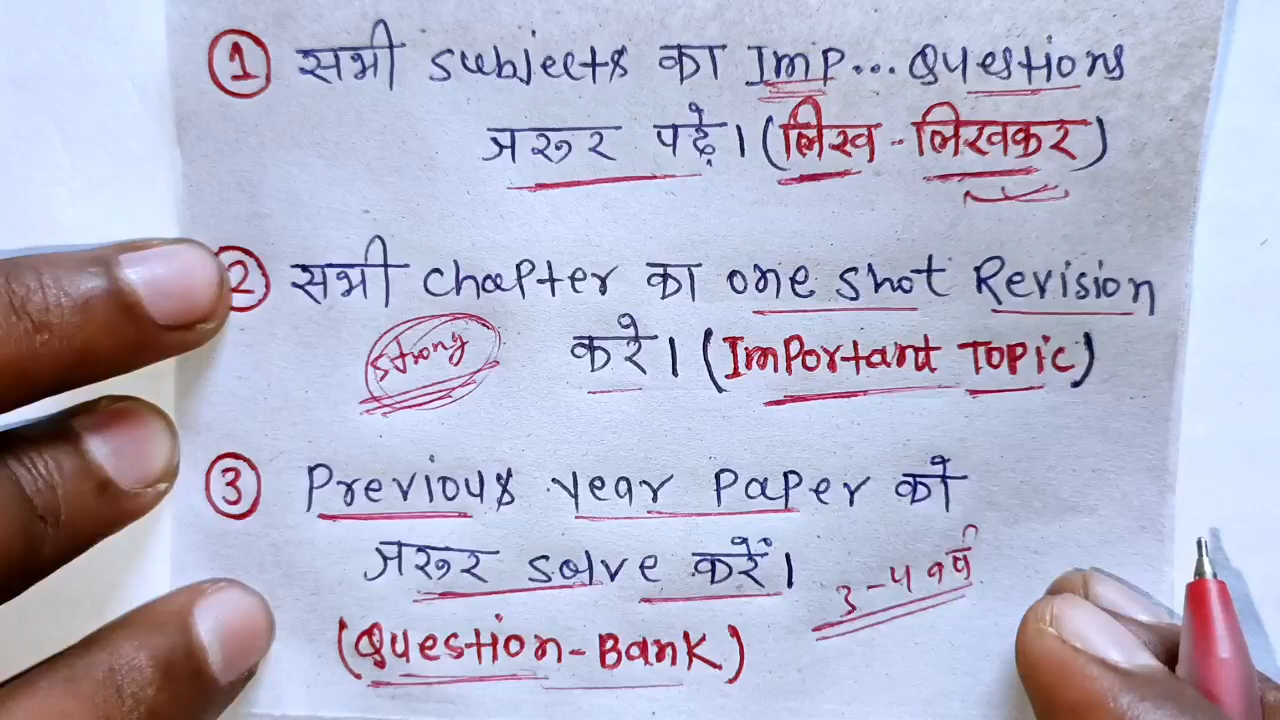 ① सभी subjects का Imp... Questions
जरुर पढ़े। (लिख - लिखकर)
② सभी chapter का one shot Revision
strong करे। (Important Topic)
③ Previous year paper को
जरुर solve करें।
3-4 वर्ष
(Question-Bank)